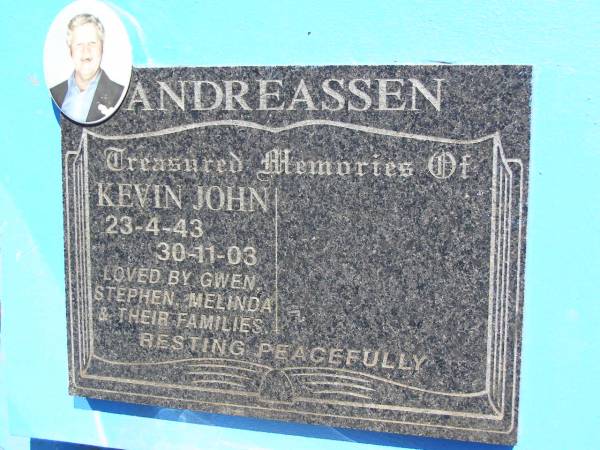 ANDREASSEN
Treasured Memories Of
KEVIN JOHN
23-4-43
30-11-03
LOVED BY GWEN,
STEPHEN, MELINDA
& THEIR FAMILIES.
RESTING PEACEFULLY